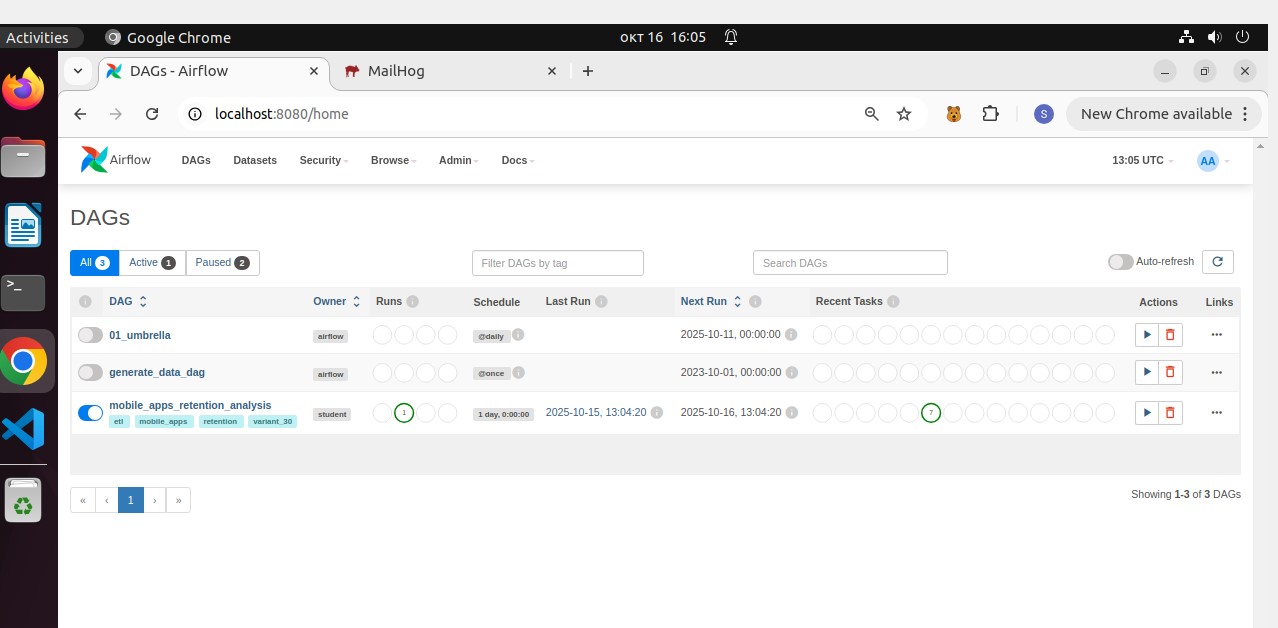 Activities Google Chrome окт 16 16:05
DAGs - Airflow MailHog
localhost:8080/home S New Chrome available
Airflow DAGs Datasets Security Browse Admin Docs 13:05 UTC AA
DAGs
All 3 Active 1 Paused 2 Filter DAGs by tag Search DAGs Auto-refresh
DAG Owner Runs Schedule Last Run Next Run Recent Tasks Actions Links
01_umbrella airflow @daily 2025-10-11, 00:00:00
generate_data_dag airflow @once 2023-10-01, 00:00:00
mobile_apps_retention_analysis student 1 1 day, 0:00:00 2025-10-15, 13:04:20 2025-10-16, 13:04:20 7
etl mobile_apps retention variant_30
« ‹ 1 › » Showing 1-3 of 3 DAGs